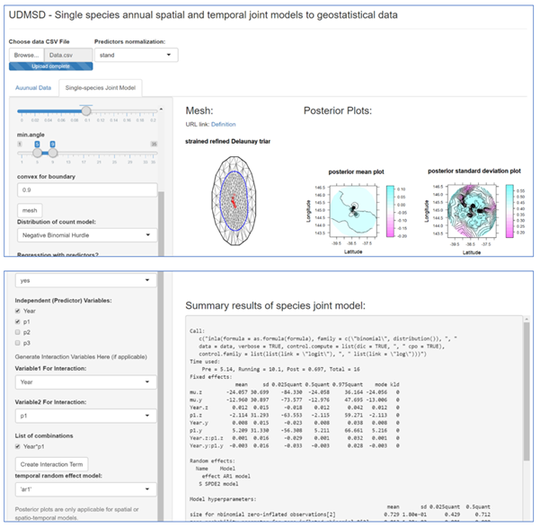 UDMSD - Single species annual spatial and temporal joint models to geostatistical data
Choose data CSV File
Predictors normalization:
Browse...
Data.csv
stand
Upload complete
Auunual Data
Single-species Joint Model
min.angle
convex for boundary
0.9
mesh
Distribution of count model:
Negative Binomial Hurdle
Regression with predictors?
Mesh:
URL link: Definition
strained refined Delaunay triar
Posterior Plots:
posterior mean plot
Longitude
Latitude
posterior standard deviation plot
Longitude
Latitude
yes
Independent (Predictor) Variables:
Year
p1
p2
p3
Generate Interaction Variables Here (if applicable)
Variable1 For Interaction:
Year
Variable2 For Interaction:
p1
List of combinations
Year*p1
Create Interaction Term
temporal random effect model:
'ar1'
Posterior plots are only applicable for spatial or
spatio-temporal models.
Summary results of species joint model:
Call:
c("inla(formula = as.formula(formula), family = c(\"binomial\", distribution()), ", "
data = data, verbose = TRUE, control.compute = list(dic = TRUE, ", " cpo = TRUE),
control.family = list(list(link = \"logit\"), ", " list(link = \"log\")))")
Time used:
Pre = 5.14, Running = 10.1, Post = 0.697, Total = 16
Fixed effects:
mean sd 0.025quant 0.5quant 0.975quant mode kld
mu.z -24.057 30.699 -84.330 -24.058 36.164 -24.056 0
mu.y -12.960 30.897 -73.577 -12.976 47.695 -13.006 0
Year.z 0.012 0.015 -0.018 0.012 0.042 0.012 0
p1.z -2.114 31.293 -63.553 -2.115 59.271 -2.113 0
Year.y 0.008 0.015 -0.023 0.008 0.038 0.008 0
p1.y 5.209 31.330 -56.308 5.211 66.661 5.216 0
Year.z:p1.z 0.001 0.016 -0.029 0.001 0.032 0.001 0
Year.y:p1.y -0.003 0.016 -0.033 -0.003 0.028 -0.003 0
Random effects:
Name Model
effect AR1 model
S SPDE2 model
Model hyperparameters:
mean sd 0.025quant 0.5quant
size for nbinomial zero-inflated observations[2] 0.729 1.80e-01 0.429 0.712